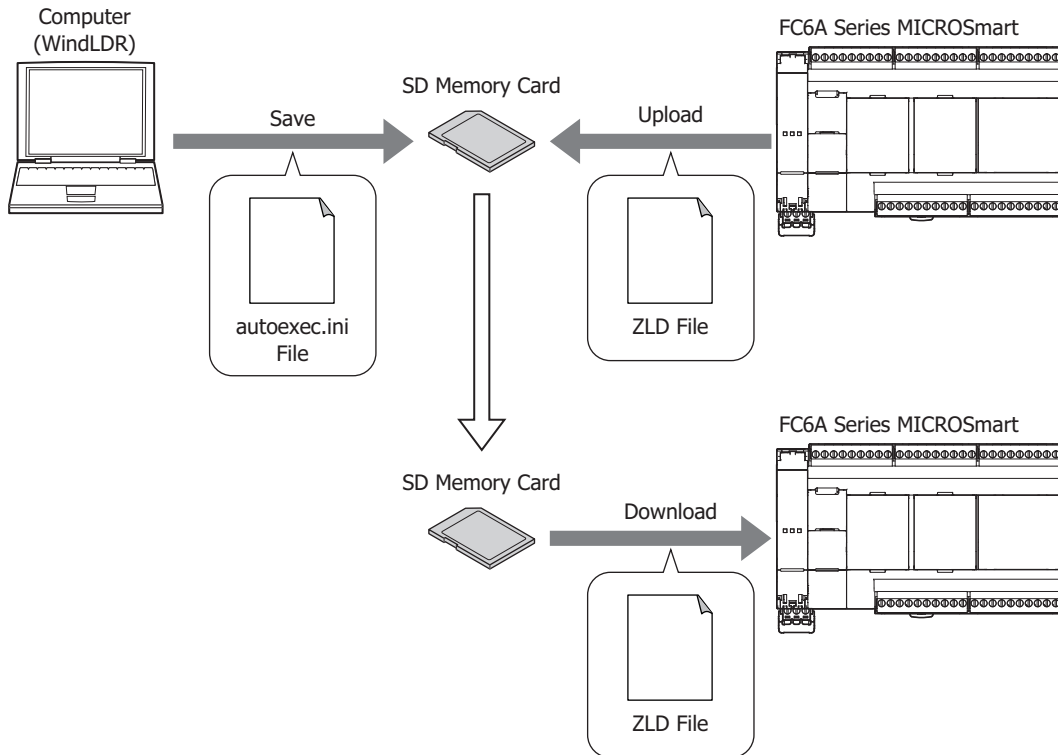 Computer
(WindLDR)
FC6A Series MICROSmart
SD Memory Card
Save
Upload
autoexec.ini
File
ZLD File
FC6A Series MICROSmart
SD Memory Card
Download
ZLD File